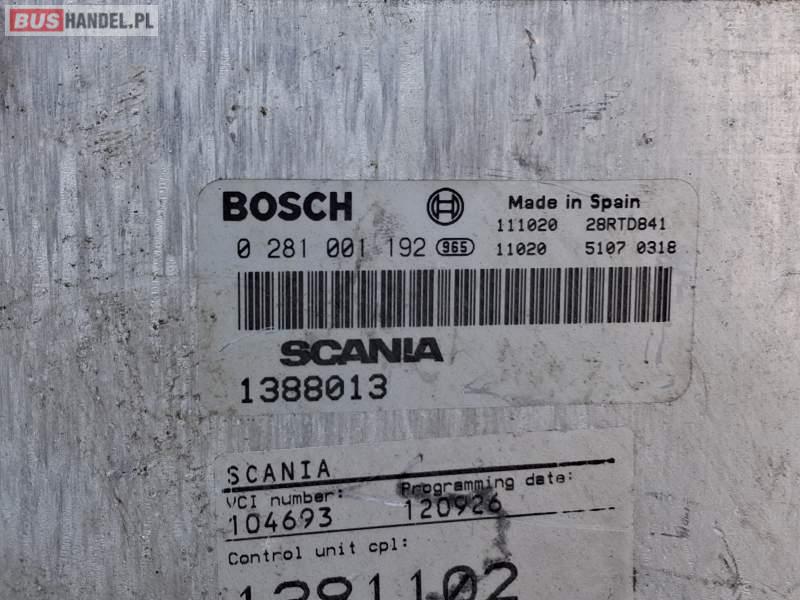 BUSHANDEL.PL
BOSCH Made in Spain
111020 28RTD841
0 281 001 192 965 11020 5107 0318
SCANIA
1388013
SCANIA
VCI number: Programming date:
104693 120926
Control unit cpl:
1381102